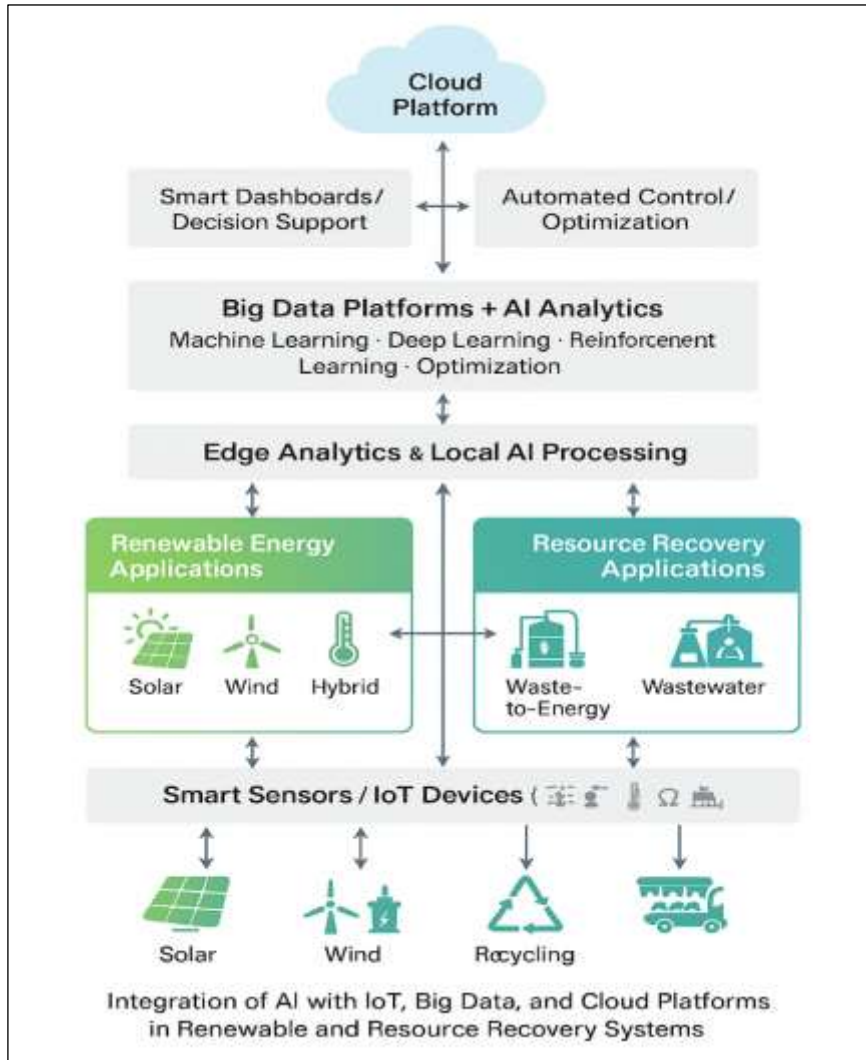 Cloud
Platform
Smart Dashboards/
Decision Support
Automated Control/
Optimization
Big Data Platforms + AI Analytics
Machine Learning · Deep Learning · Reinforcenent
Learning · Optimization
Edge Analytics & Local AI Processing
Renewable Energy
Applications
Solar
Wind
Hybrid
Resource Recovery
Applications
Waste-
to-Energy
Wastewater
Smart Sensors / IoT Devices (
Solar
Wind
Recycling
Integration of AI with IoT, Big Data, and Cloud Platforms
in Renewable and Resource Recovery Systems